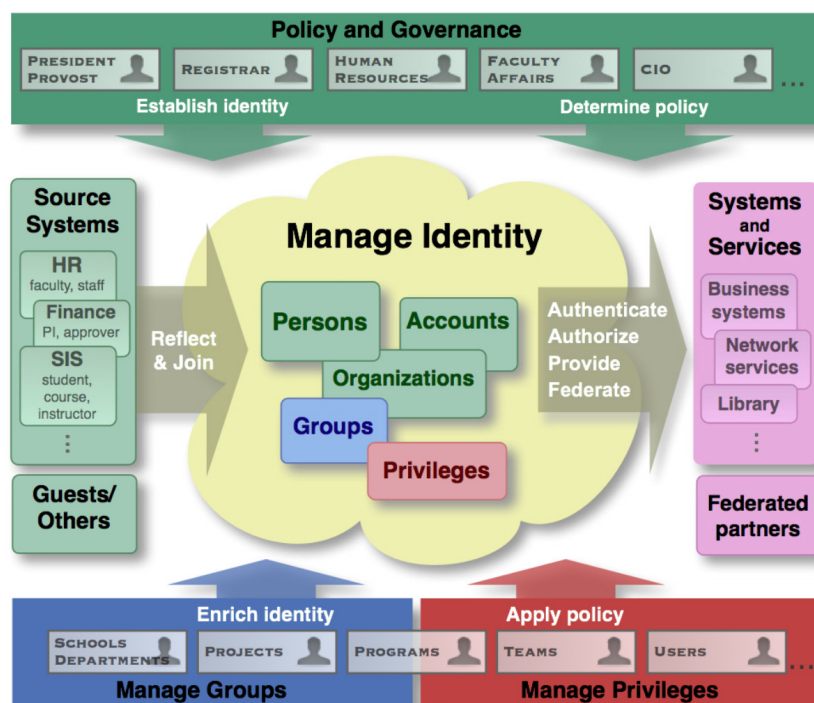 Policy and Governance
PRESIDENT
PROVOST
REGISTRAR
HUMAN
RESOURCES
FACULTY
AFFAIRS
CIO
...
Establish identity
Determine policy
Source
Systems
HR
faculty, staff
Finance
PI, approver
SIS
student,
course,
instructor
⋮
Guests/
Others
Reflect
& Join
Manage Identity
Persons
Accounts
Organizations
Groups
Privileges
Authenticate
Authorize
Provide
Federate
Systems
and
Services
Business
systems
Network
services
Library
⋮
Federated
partners
Enrich identity
Apply policy
SCHOOLS
DEPARTMENTS
PROJECTS
PROGRAMS
TEAMS
USERS
...
Manage Groups
Manage Privileges